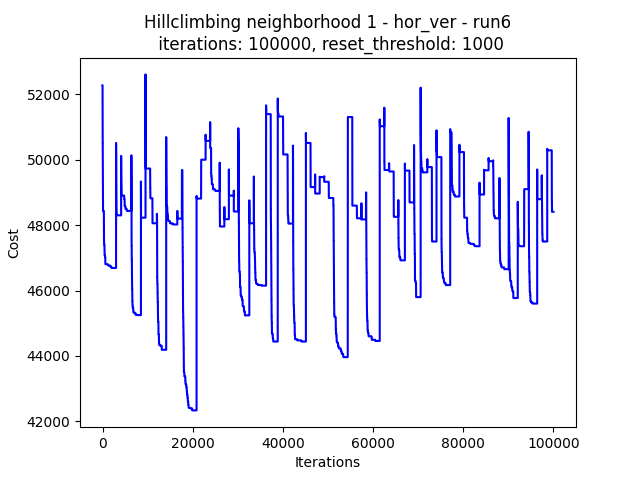 Hillclimbing neighborhood 1 - hor_ver - run6
iterations: 100000, reset_threshold: 1000
52000
50000
48000
46000
44000
42000
Cost
0 20000 40000 60000 80000 100000
Iterations